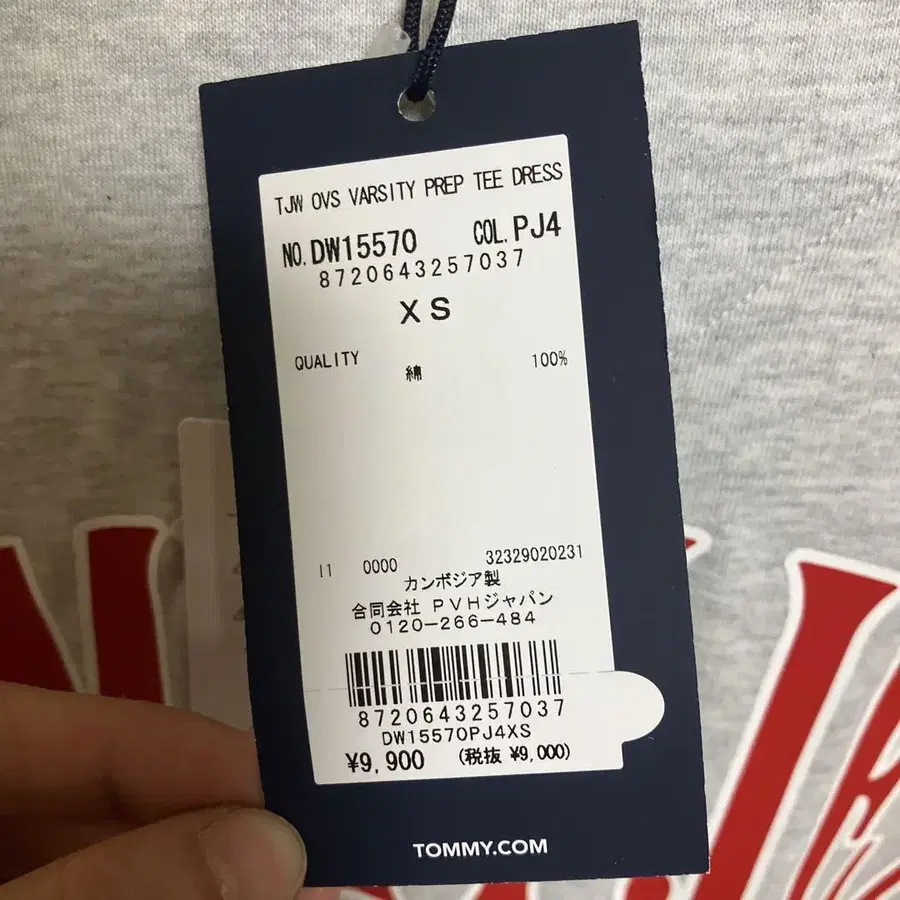 TJW OVS VARSITY PREP TEE DRESS
NO. DW15570 COL. PJ4
8720643257037
XS
QUALITY 綿 100%
I1 0000 32329020231
カンボジア製
合同会社 PVHジャパン
0120-266-484
8720643257037
DW15570PJ4XS
¥9,900 (税抜 ¥9,000)
TOMMY.COM